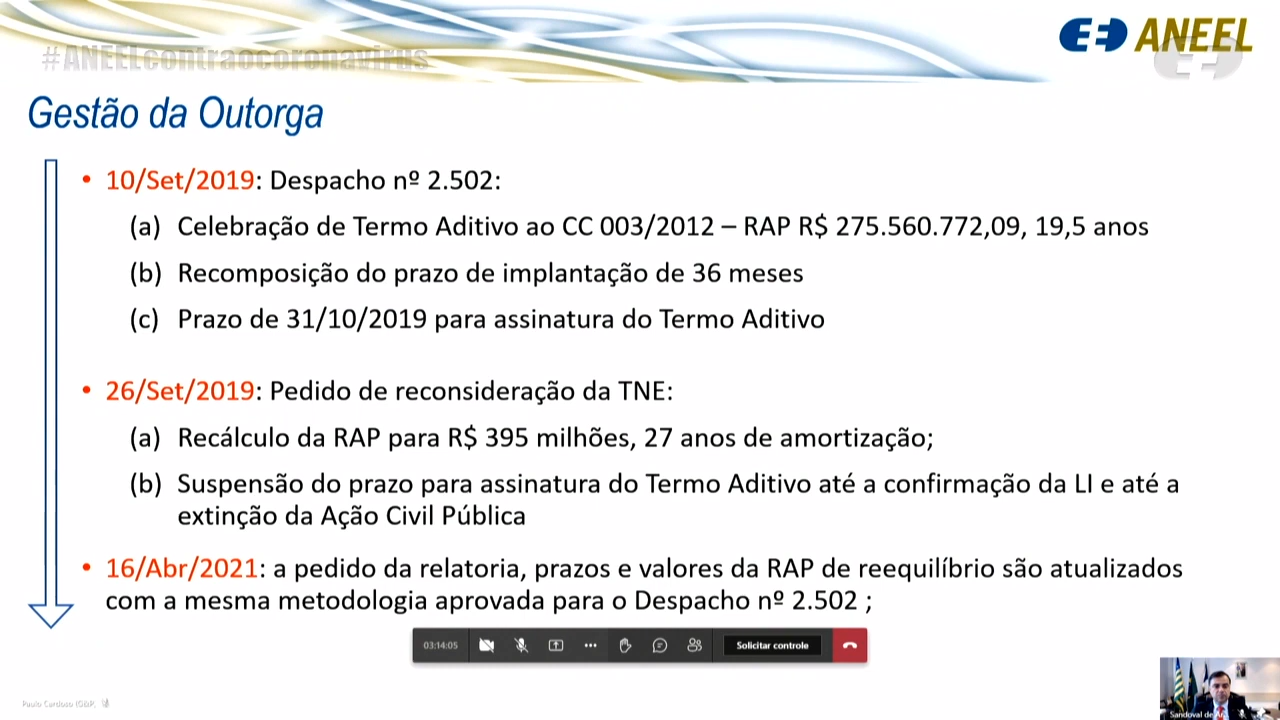 #ANEELcontraocoronavirus
ANEEL
Gestão da Outorga
• 10/Set/2019: Despacho nº 2.502:
(a) Celebração de Termo Aditivo ao CC 003/2012 – RAP R$ 275.560.772,09, 19,5 anos
(b) Recomposição do prazo de implantação de 36 meses
(c) Prazo de 31/10/2019 para assinatura do Termo Aditivo
• 26/Set/2019: Pedido de reconsideração da TNE:
(a) Recálculo da RAP para R$ 395 milhões, 27 anos de amortização;
(b) Suspensão do prazo para assinatura do Termo Aditivo até a confirmação da LI e até a
extinção da Ação Civil Pública
• 16/Abr/2021: a pedido da relatoria, prazos e valores da RAP de reequilíbrio são atualizados
com a mesma metodologia aprovada para o Despacho nº 2.502 ;
03:14:05
Solicitar controle
Paulo Cardoso
Sandoval de